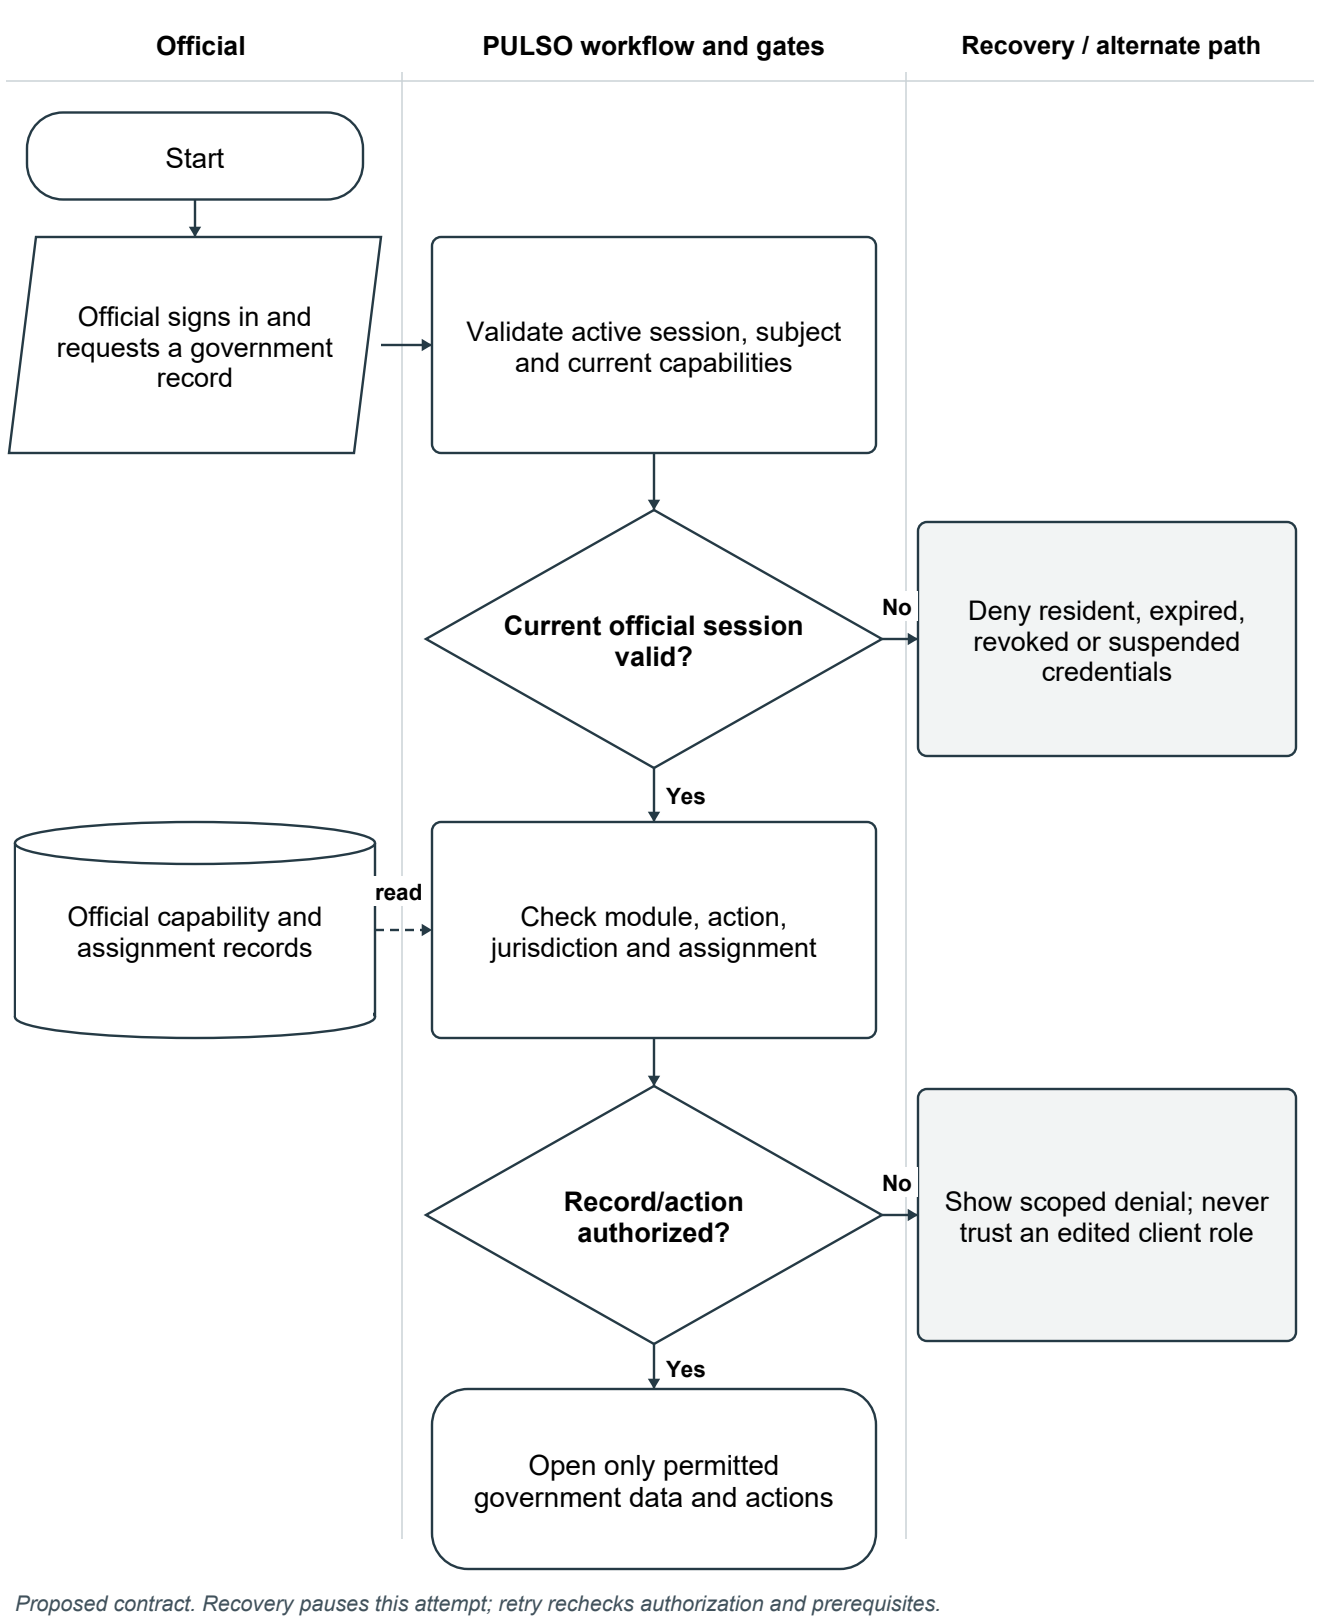 Official
PULSO workflow and gates
Recovery / alternate path
Start
Official signs in and
requests a government
record
Validate active session, subject
and current capabilities
Current official session
valid?
No
Deny resident, expired,
revoked or suspended
credentials
Yes
Official capability and
assignment records
read
Check module, action,
jurisdiction and assignment
Record/action
authorized?
No
Show scoped denial; never
trust an edited client role
Yes
Open only permitted
government data and actions
Proposed contract. Recovery pauses this attempt; retry rechecks authorization and prerequisites.